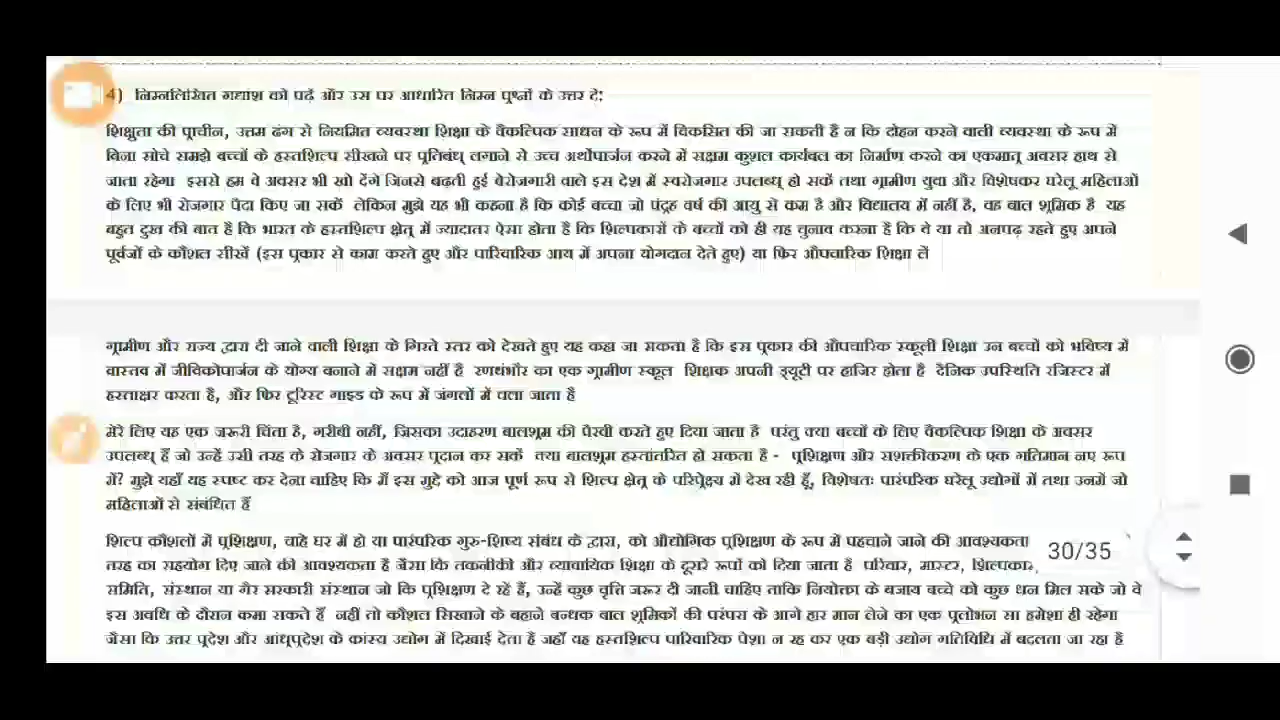 4) निम्नलिखित गद्यांश को पढ़ें और उस पर आधारित निम्न प्रश्नों के उत्तर दे:
शिक्षुता की प्राचीन, उत्तम ढंग से नियमित व्यवस्था शिक्षा के वैकल्पिक साधन के रूप में विकसित की जा सकती है न कि दोहन करने वाली व्यवस्था के रूप में
बिना सोचे समझे बच्चों के हस्तशिल्प सीखने पर प्रतिबंध् लगाने से उच्च अर्थोपार्जन करने में सक्षम कुशल कार्यबल का निर्माण करने का एकमात्र अवसर हाथ से
जाता रहेगा इससे हम वे अवसर भी खो देंगे जिनसे बढ़ती हुई बेरोजगारी वाले इस देश में स्वरोजगार उपलब्ध् हो सकें तथा ग्रामीण युवा और विशेषकर घरेलू महिलाओं
के लिए भी रोजगार पैदा किए जा सकें लेकिन मुझे यह भी कहना है कि कोई बच्चा जो पंद्रह वर्ष की आयु से कम है और विद्यालय में नहीं है, वह बाल श्रमिक है यह
बहुत दुख की बात है कि भारत के हस्तशिल्प क्षेत्र में ज्यादातर ऐसा होता है कि शिल्पकारों के बच्चों को ही यह चुनाव करना है कि वे या तो अनपढ़ रहते हुए अपने
पूर्वजों के कौशल सीखें (इस प्रकार से काम करते हुए और पारिवारिक आय में अपना योगदान देते हुए) या फिर औपचारिक शिक्षा लें
ग्रामीण और राज्य द्वारा दी जाने वाली शिक्षा के गिरते स्तर को देखते हुए यह कहा जा सकता है कि इस प्रकार की औपचारिक स्कूली शिक्षा उन बच्चों को भविष्य में
वास्तव में जीविकोपार्जन के योग्य बनाने में सक्षम नहीं है रणथंभौर का एक ग्रामीण स्कूल शिक्षक अपनी ड्यूटी पर हाजिर होता है दैनिक उपस्थिति रजिस्टर में
हस्ताक्षर करता है, और फिर टूरिस्ट गाइड के रूप में जंगलों में चला जाता है
मेरे लिए यह एक जरूरी चिंता है, गरीबी नहीं, जिसका उदाहरण बालश्रम की पैरवी करते हुए दिया जाता है परंतु क्या बच्चों के लिए वैकल्पिक शिक्षा के अवसर
उपलब्ध् हैं जो उन्हें उसी तरह के रोजगार के अवसर प्रदान कर सकें क्या बालश्रम हस्तांतरित हो सकता है - प्रशिक्षण और सशक्तीकरण के एक गतिमान नए रूप
में? मुझे यहाँ यह स्पष्ट कर देना चाहिए कि मैं इस मुद्दे को आज पूर्ण रूप से शिल्प क्षेत्र के परिप्रेक्ष्य में देख रही हूँ, विशेषतः पारंपरिक घरेलू उद्योगों में तथा उनमें जो
महिलाओं से संबंधित हैं
शिल्प कौशलों में प्रशिक्षण, चाहे घर में हो या पारंपरिक गुरु-शिष्य संबंध के द्वारा, को औद्योगिक प्रशिक्षण के रूप में पहचाने जाने की आवश्यकता
तरह का सहयोग दिए जाने की आवश्यकता है जैसा कि तकनीकी और व्यावायिक शिक्षा के दूसरे रूपों को दिया जाता है परिवार, मास्टर, शिल्पकार,
समिति, संस्थान या गैर सरकारी संस्थान जो कि प्रशिक्षण दे रहें हैं, उन्हें कुछ वृत्ति जरूर दी जानी चाहिए ताकि नियोक्ता के बजाय बच्चे को कुछ धन मिल सके जो वे
इस अवधि के दौरान कमा सकते हैं नहीं तो कौशल सिखाने के बहाने बन्धक बाल श्रमिकों की परंपरा के आगे हार मान लेने का एक प्रलोभन सा हमेशा ही रहेगा
जैसा कि उत्तर प्रदेश और आंध्रप्रदेश के कांस्य उद्योग में दिखाई देता है जहाँ यह हस्तशिल्प पारिवारिक पेशा न रह कर एक बड़ी उद्योग गतिविधि में बदलता जा रहा है
30/35